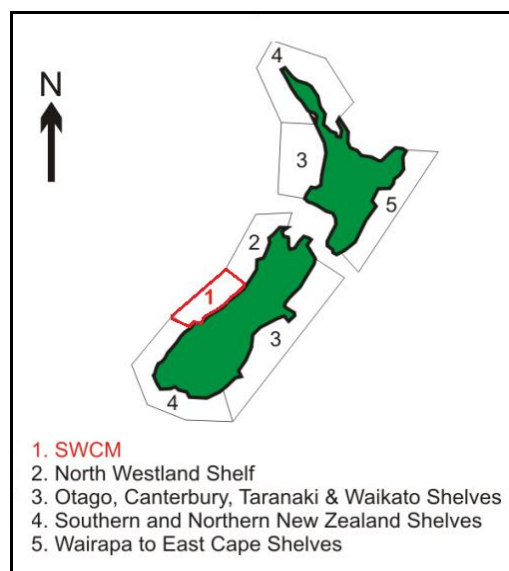 4
N
3
5
2
1
3
4
1. SWCM
2. North Westland Shelf
3. Otago, Canterbury, Taranaki & Waikato Shelves
4. Southern and Northern New Zealand Shelves
5. Wairapa to East Cape Shelves